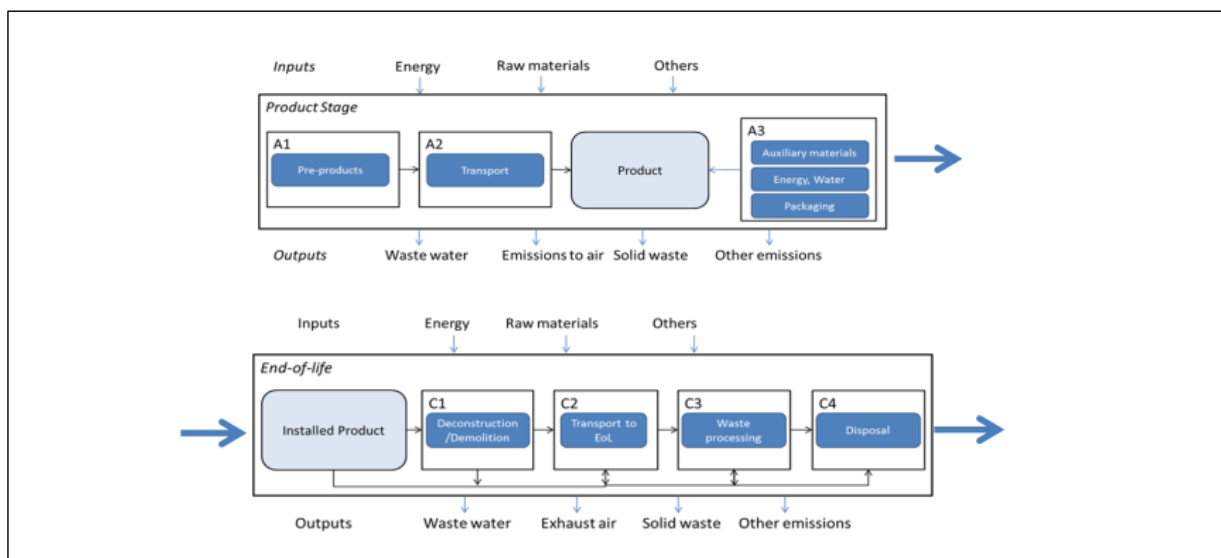 Inputs Energy Raw materials Others
Product Stage
A1 A2 A3
Auxiliary materials
Pre-products Transport Product Energy, Water
Packaging
Outputs Waste water Emissions to air Solid waste Other emissions
Inputs Energy Raw materials Others
End-of-life
C1 C2 C3 C4
Installed Product Deconstruction Transport to Waste Disposal
/Demolition EoL processing
Outputs Waste water Exhaust air Solid waste Other emissions